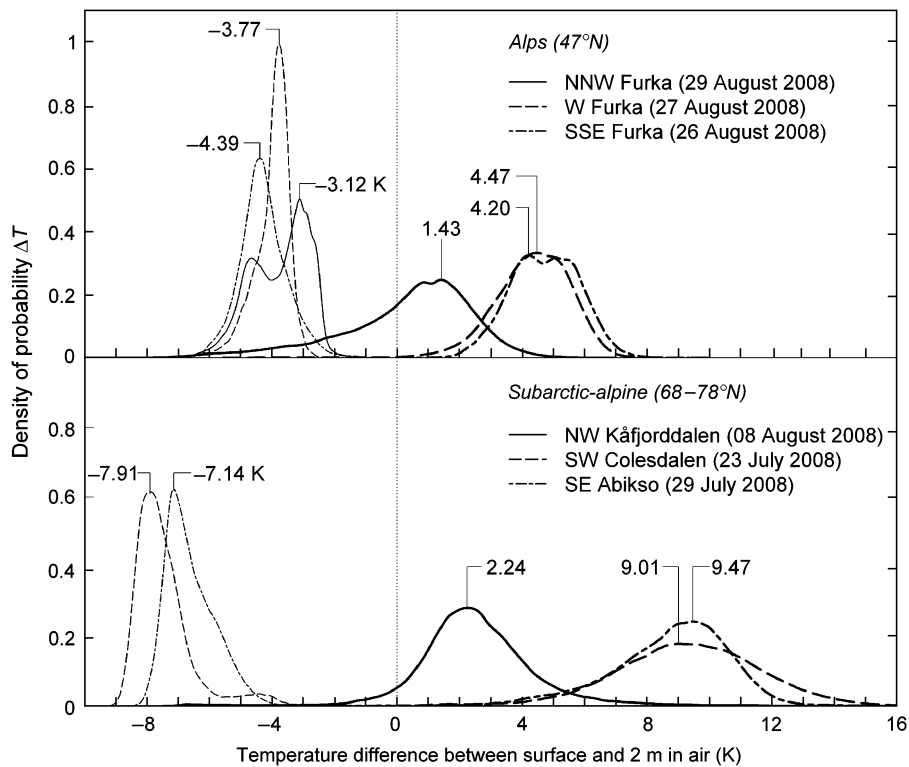 Density of probability ΔT
1
0.8
0.6
0.4
0.2
0
−3.77
−4.39
−3.12 K
1.43
4.47
4.20
Alps (47°N)
NNW Furka (29 August 2008)
W Furka (27 August 2008)
SSE Furka (26 August 2008)
0.8
0.6
0.4
0.2
0
−7.91
−7.14 K
2.24
9.01
9.47
Subarctic-alpine (68–78°N)
NW Kåfjorddalen (08 August 2008)
SW Colesdalen (23 July 2008)
SE Abikso (29 July 2008)
−8 −4 0 4 8 12 16
Temperature difference between surface and 2 m in air (K)